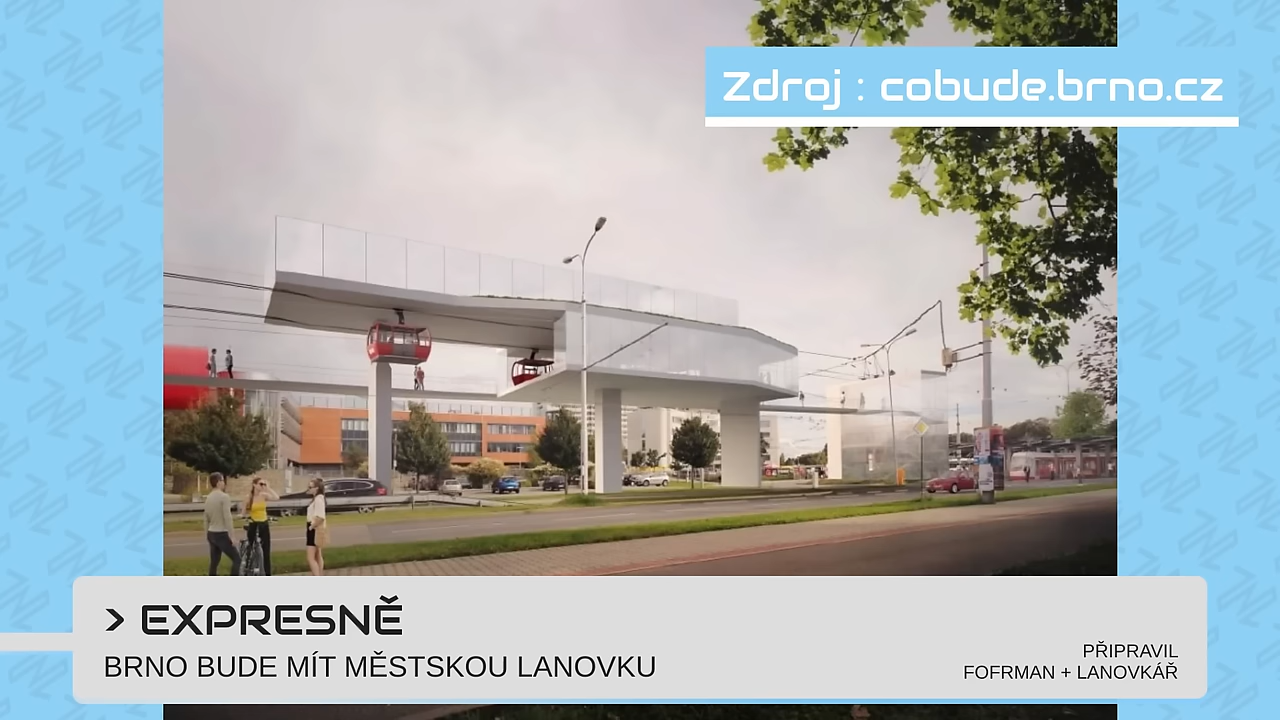 Zdroj : cobude.brno.cz
> EXPRESNĚ
BRNO BUDE MÍT MĚSTSKOU LANOVKU
PŘIPRAVIL
FOFRMAN + LANOVKÁŘ